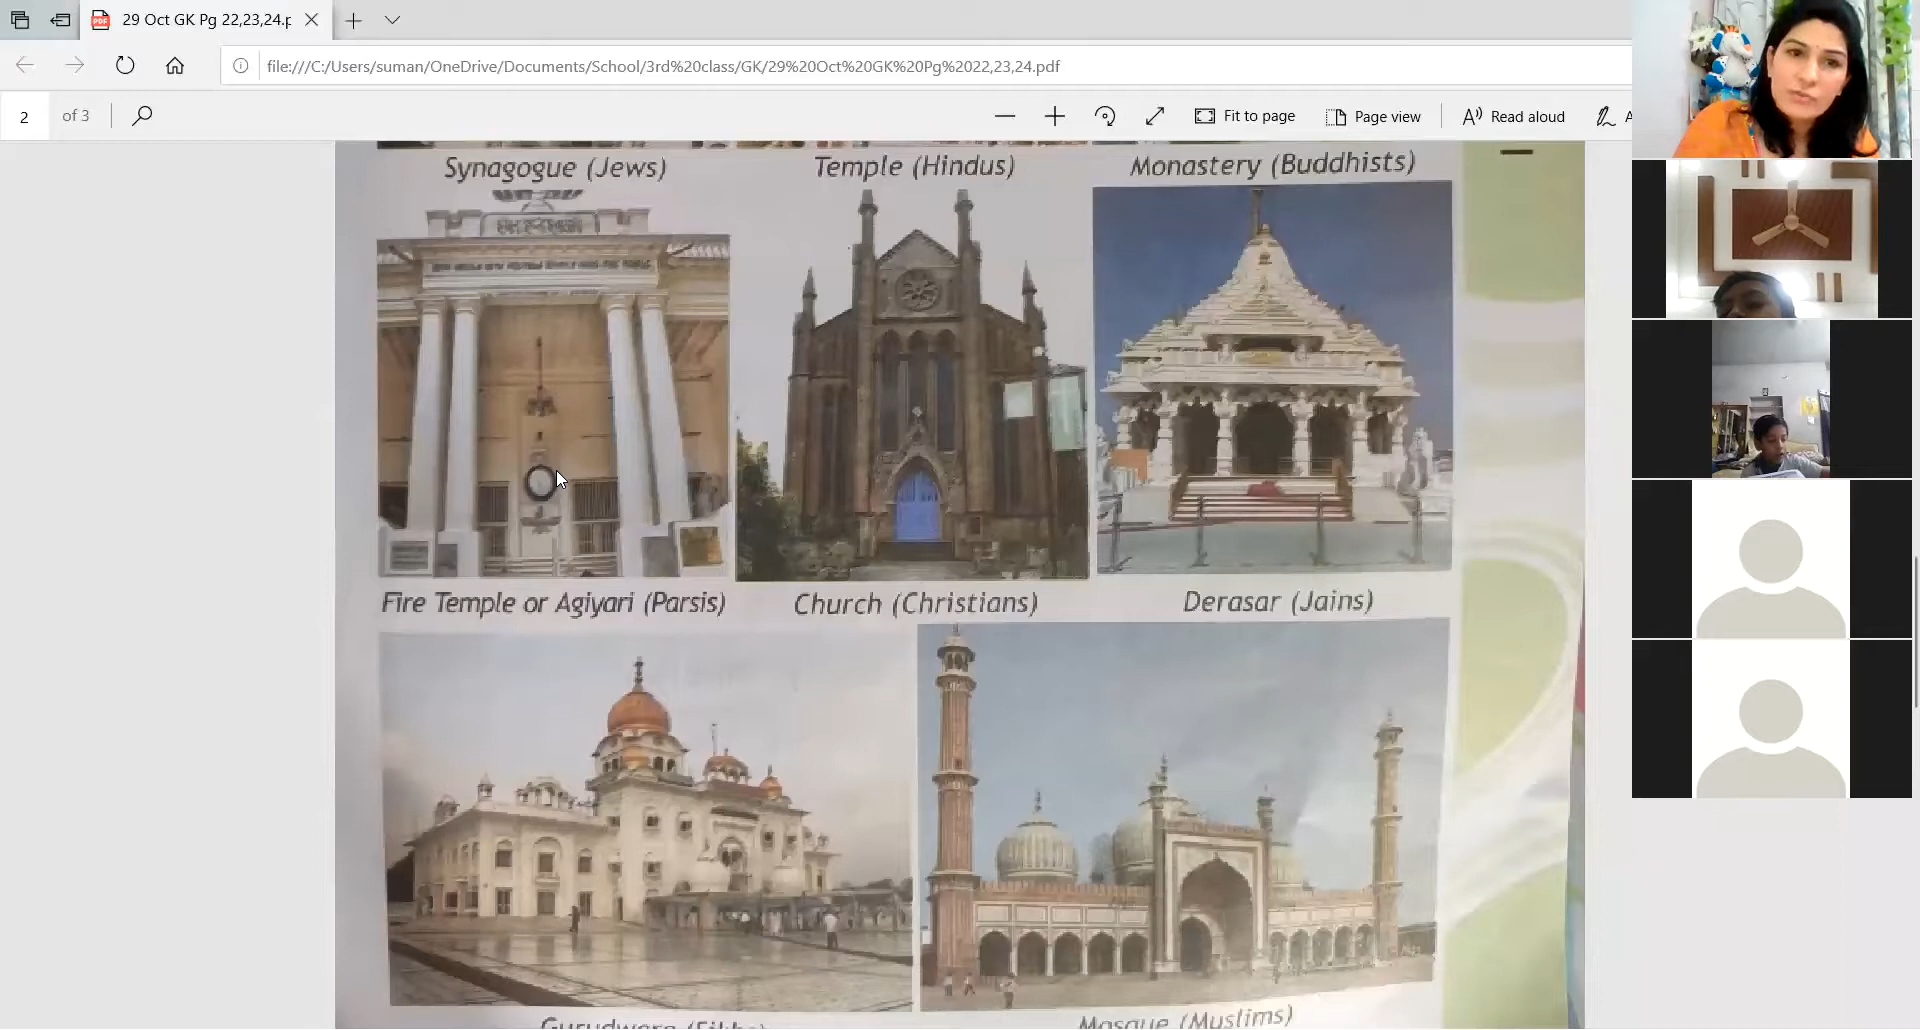 29 Oct GK Pg 22,23,24.p
file:///C:/Users/suman/OneDrive/Documents/School/3rd%20class/GK/29%20Oct%20GK%20Pg%2022,23,24.pdf
2 of 3
Fit to page
Page view
Read aloud
Synagogue (Jews)
Temple (Hindus)
Monastery (Buddhists)
Fire Temple or Agiyari (Parsis)
Church (Christians)
Derasar (Jains)
Gurudwara (Sikhs)
Mosque (Muslims)